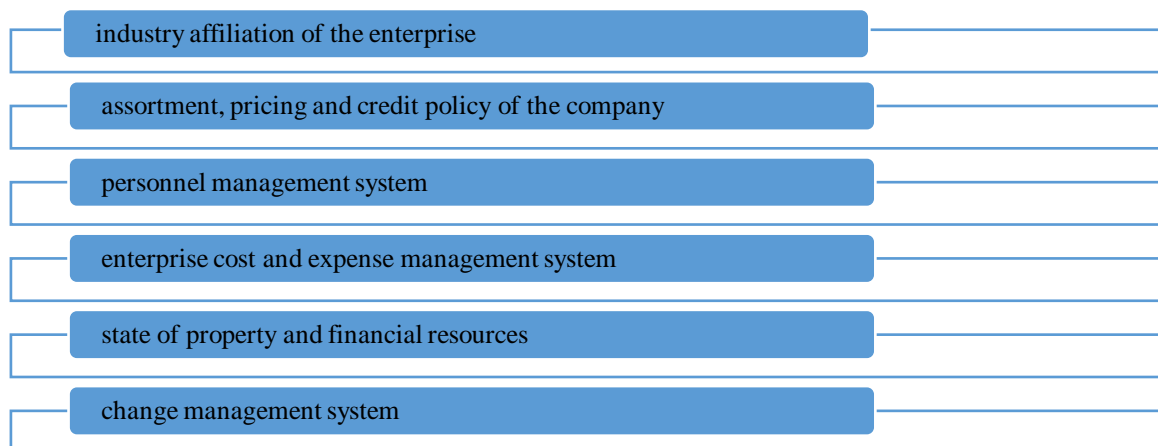 industry affiliation of the enterprise
assortment, pricing and credit policy of the company
personnel management system
enterprise cost and expense management system
state of property and financial resources
change management system